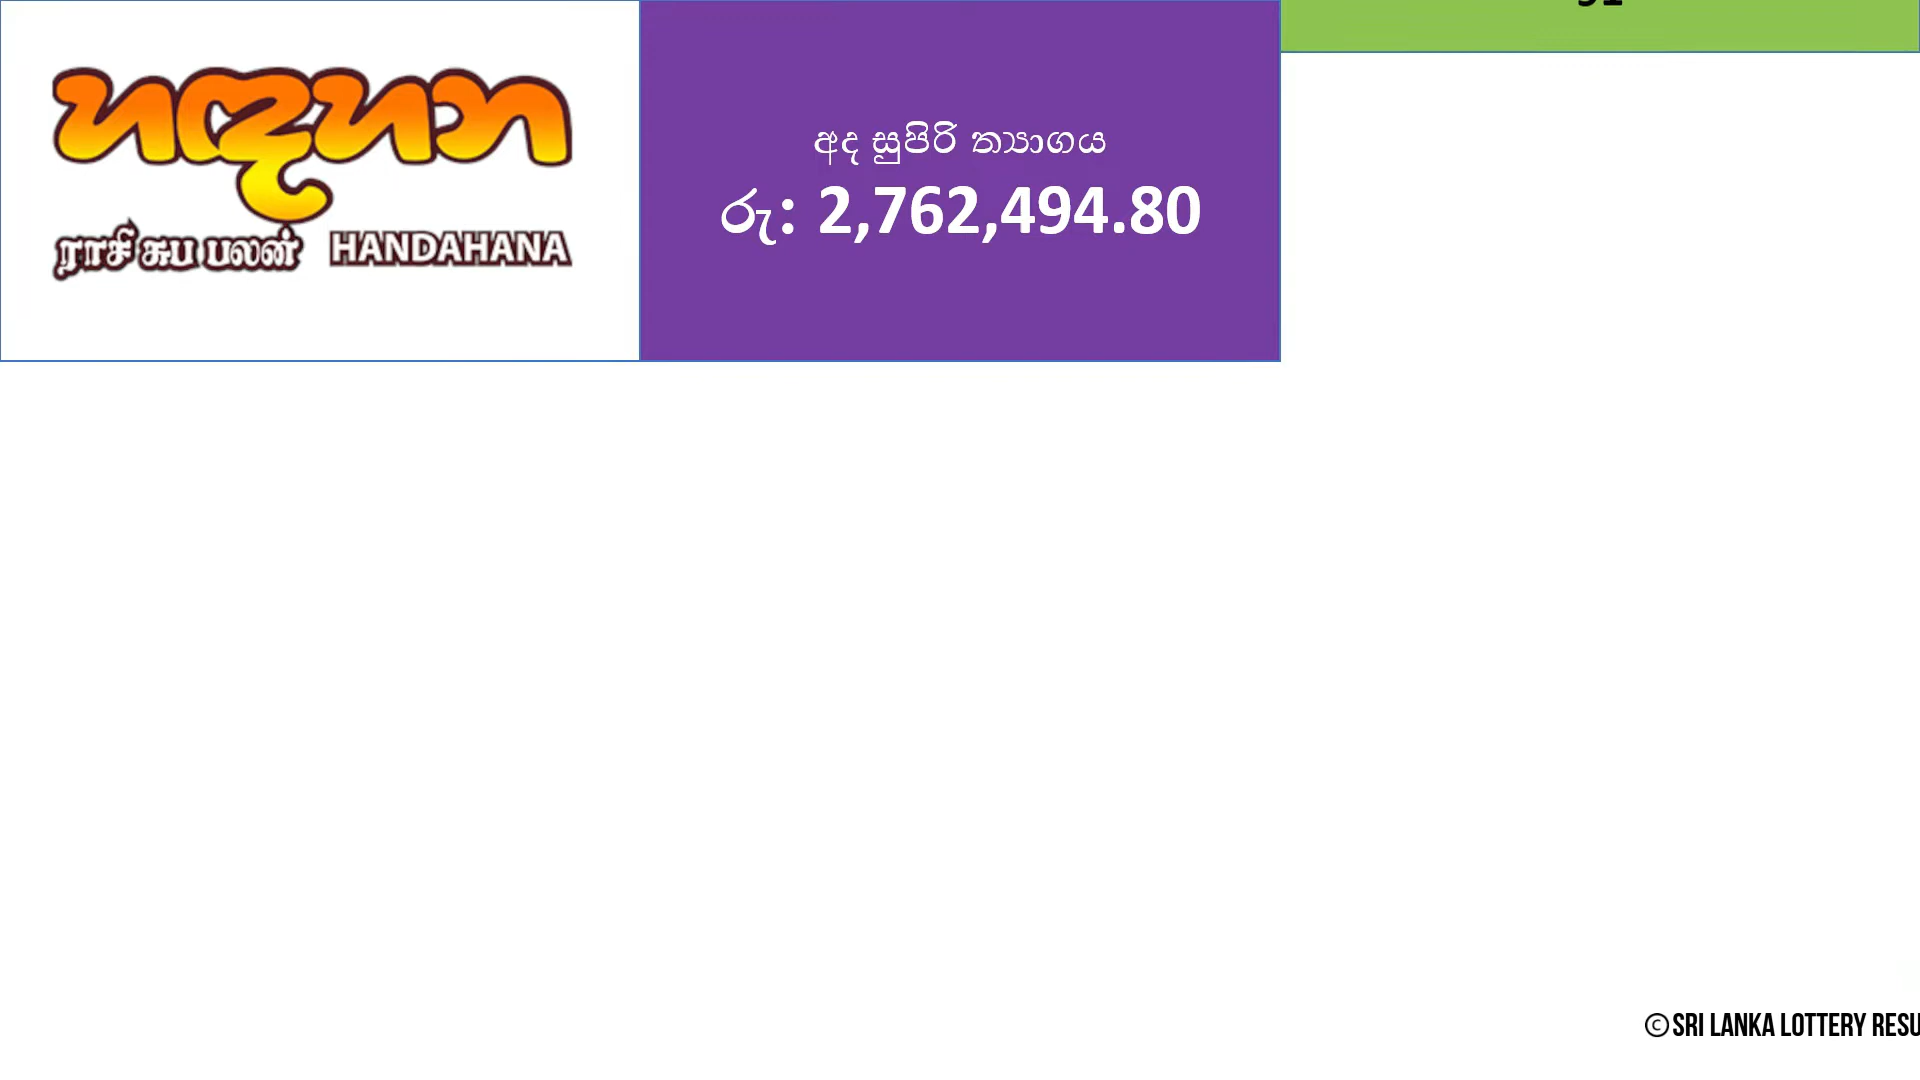 හඳහන
ராசி சுப பலன் HANDAHANA
අද සුපිරි ත්‍යාගය
රු: 2,762,494.80
© SRI LANKA LOTTERY RESU